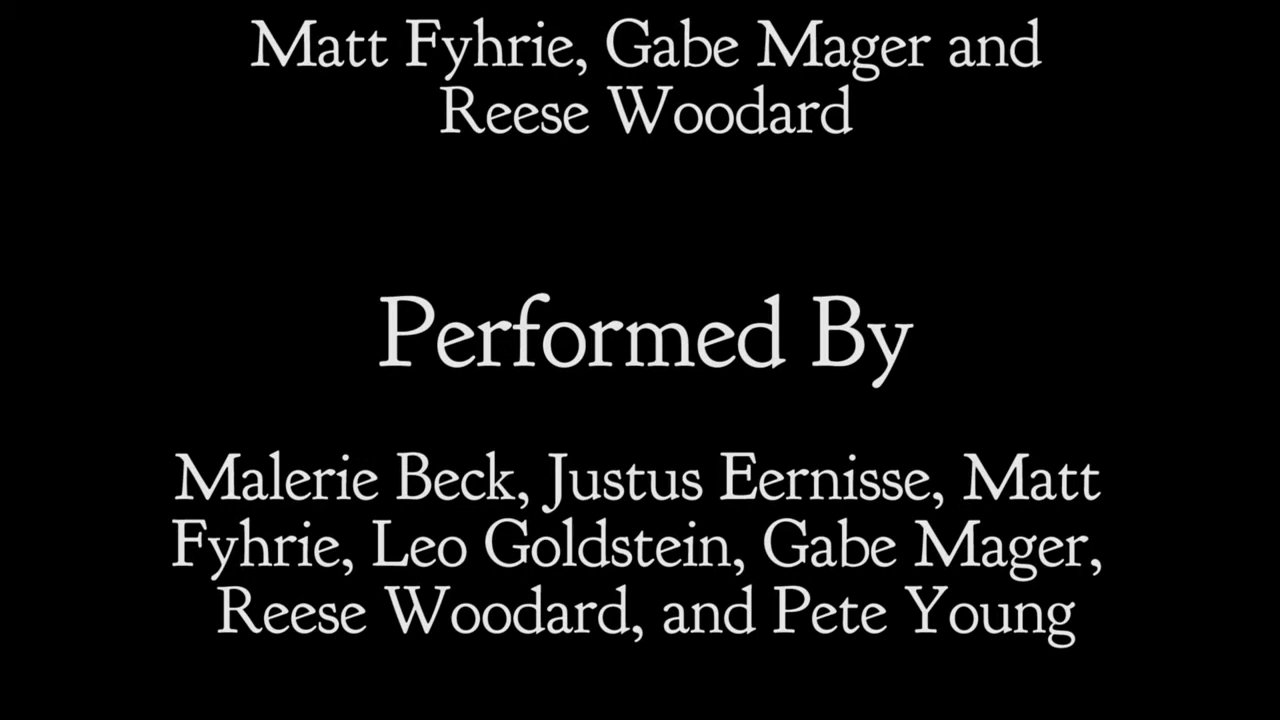 Matt Fyhrie, Gabe Mager and
Reese Woodard
Performed By
Malerie Beck, Justus Eernisse, Matt
Fyhrie, Leo Goldstein, Gabe Mager,
Reese Woodard, and Pete Young